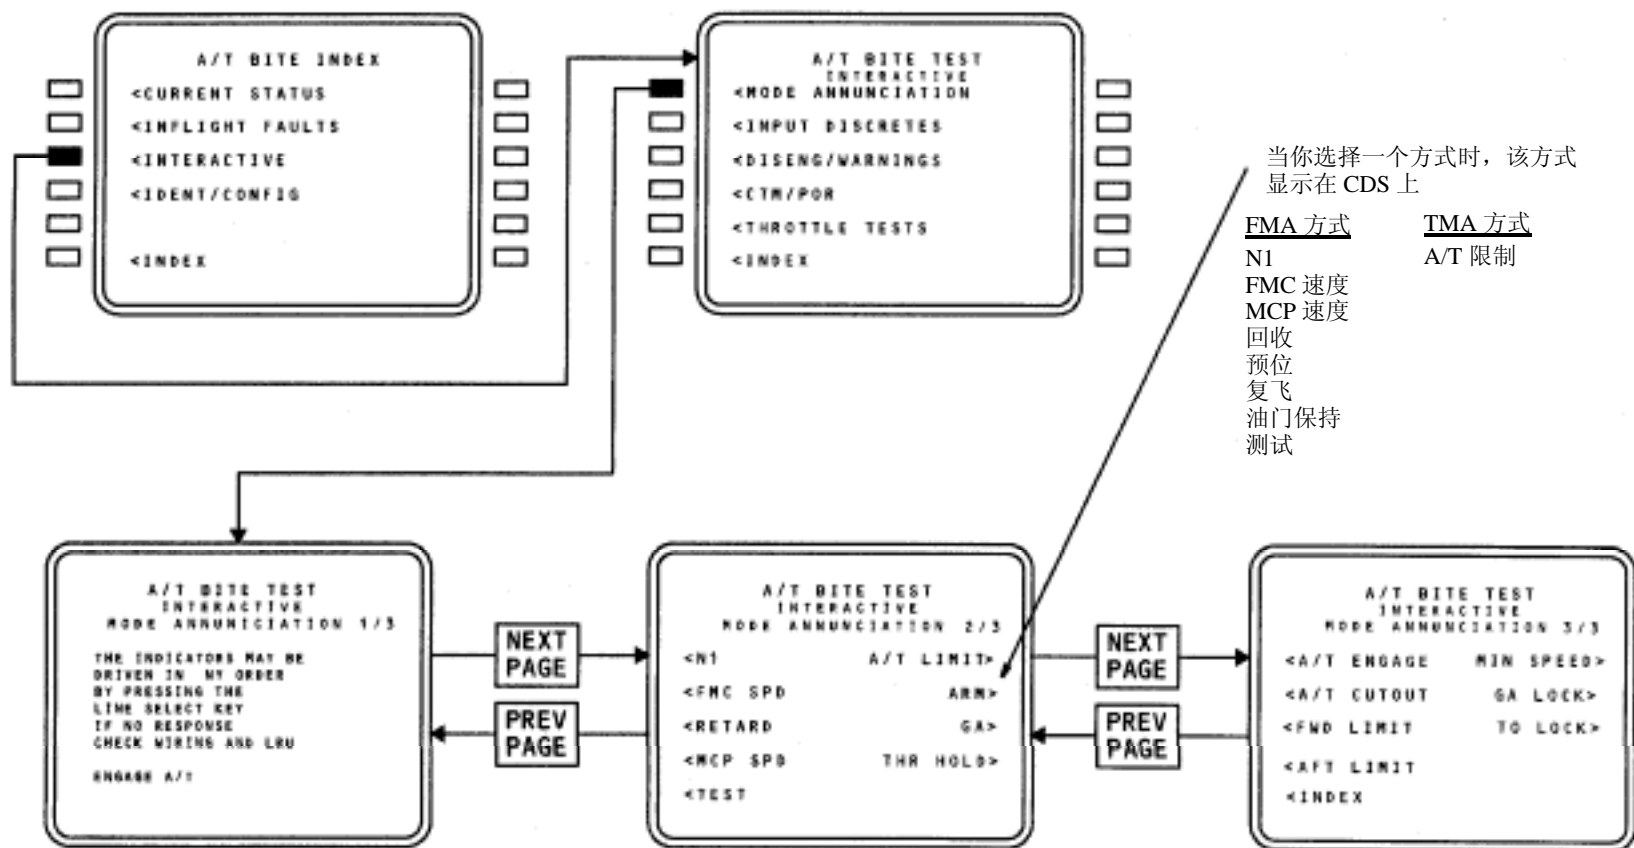 A/T BITE INDEX
<CURRENT STATUS
<INFLIGHT FAULTS
<INTERACTIVE
<IDENT/CONFIG
<INDEX
A/T BITE TEST
INTERACTIVE
<MODE ANNUNCIATION
<INPUT DISCRETES
<DISENG/WARNINGS
<CTM/POR
<THROTTLE TESTS
<INDEX
当你选择一个方式时，该方式
显示在 CDS 上
FMA 方式 TMA 方式
N1 A/T 限制
FMC 速度
MCP 速度
回收
预位
复飞
油门保持
测试
A/T BITE TEST
INTERACTIVE
MODE ANNUNICIATION 1/3
THE INDICATORS MAY BE
DRIVEN IN NY ORDER
BY PRESSING THE
LINE SELECT KEY
IF NO RESPONSE
CHECK WIRING AND LRU
ENGAGE A/T
NEXT
PAGE
PREV
PAGE
A/T BITE TEST
INTERACTIVE
MODE ANNUNCIATION 2/3
<N1 A/T LIMIT>
<FMC SPD ARM>
<RETARD GA>
<MCP SPD THR HOLD>
<TEST
NEXT
PAGE
PREV
PAGE
A/T BITE TEST
INTERACTIVE
MODE ANNUNCIATION 3/3
<A/T ENGAGE MIN SPEED>
<A/T CUTOUT GA LOCK>
<FWD LIMIT TO LOCK>
<AFT LIMIT
<INDEX